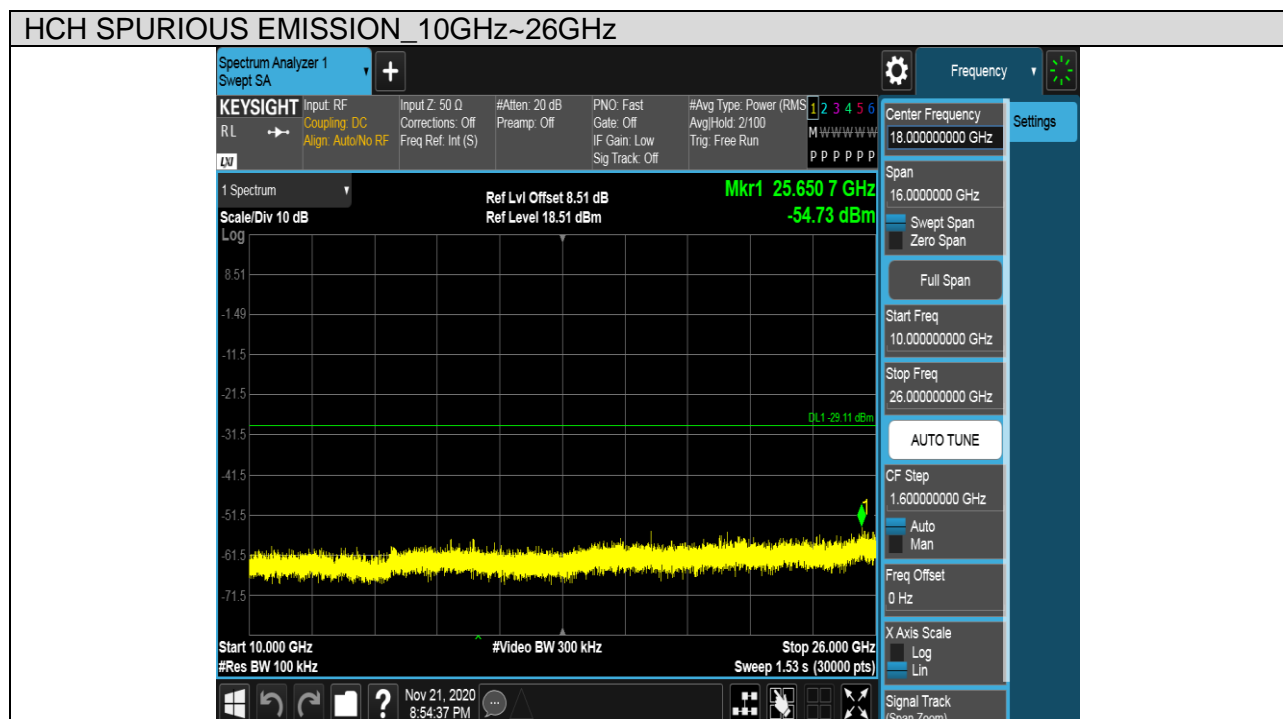 HCH SPURIOUS EMISSION_10GHz~26GHz
Spectrum Analyzer 1
Swept SA
Frequency
KEYSIGHT
RL
LXI
Input: RF
Coupling: DC
Align: Auto/No RF
Input Z: 50 Ω
Corrections: Off
Freq Ref: Int (S)
#Atten: 20 dB
Preamp: Off
PNO: Fast
Gate: Off
IF Gain: Low
Sig Track: Off
#Avg Type: Power (RMS
Avg|Hold: 2/100
Trig: Free Run
1 2 3 4 5 6
M W W W W W
P P P P P P
1 Spectrum
Scale/Div 10 dB
Log
Ref Lvl Offset 8.51 dB
Ref Level 18.51 dBm
Mkr1 25.650 7 GHz
-54.73 dBm
8.51
-1.49
-11.5
-21.5
DL1 -29.11 dBm
-31.5
-41.5
-51.5
1
-61.5
-71.5
Start 10.000 GHz
#Res BW 100 kHz
#Video BW 300 kHz
Stop 26.000 GHz
Sweep 1.53 s (30000 pts)
?
Nov 21, 2020
8:54:37 PM
Settings
Center Frequency
18.000000000 GHz
Span
16.0000000 GHz
Swept Span
Zero Span
Full Span
Start Freq
10.000000000 GHz
Stop Freq
26.000000000 GHz
AUTO TUNE
CF Step
1.600000000 GHz
Auto
Man
Freq Offset
0 Hz
X Axis Scale
Log
Lin
Signal Track
(Span Zoom)